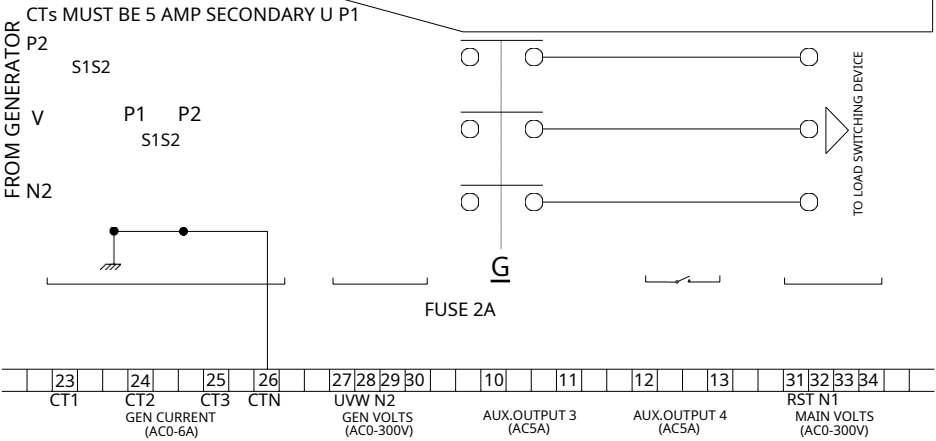 CTs MUST BE 5 AMP SECONDARY U P1
P2
S1S2
FROM GENERATOR
V
P1 P2
S1S2
N2
TO LOAD SWITCHING DEVICE
G
FUSE 2A
23 24 25 26 27 28 29 30 10 11 12 13 31 32 33 34
CT1 CT2 CT3 CTN UVW N2 RST N1
GEN CURRENT
(AC0-6A)
GEN VOLTS
(AC0-300V)
AUX.OUTPUT 3
(AC5A)
AUX.OUTPUT 4
(AC5A)
MAIN VOLTS
(AC0-300V)